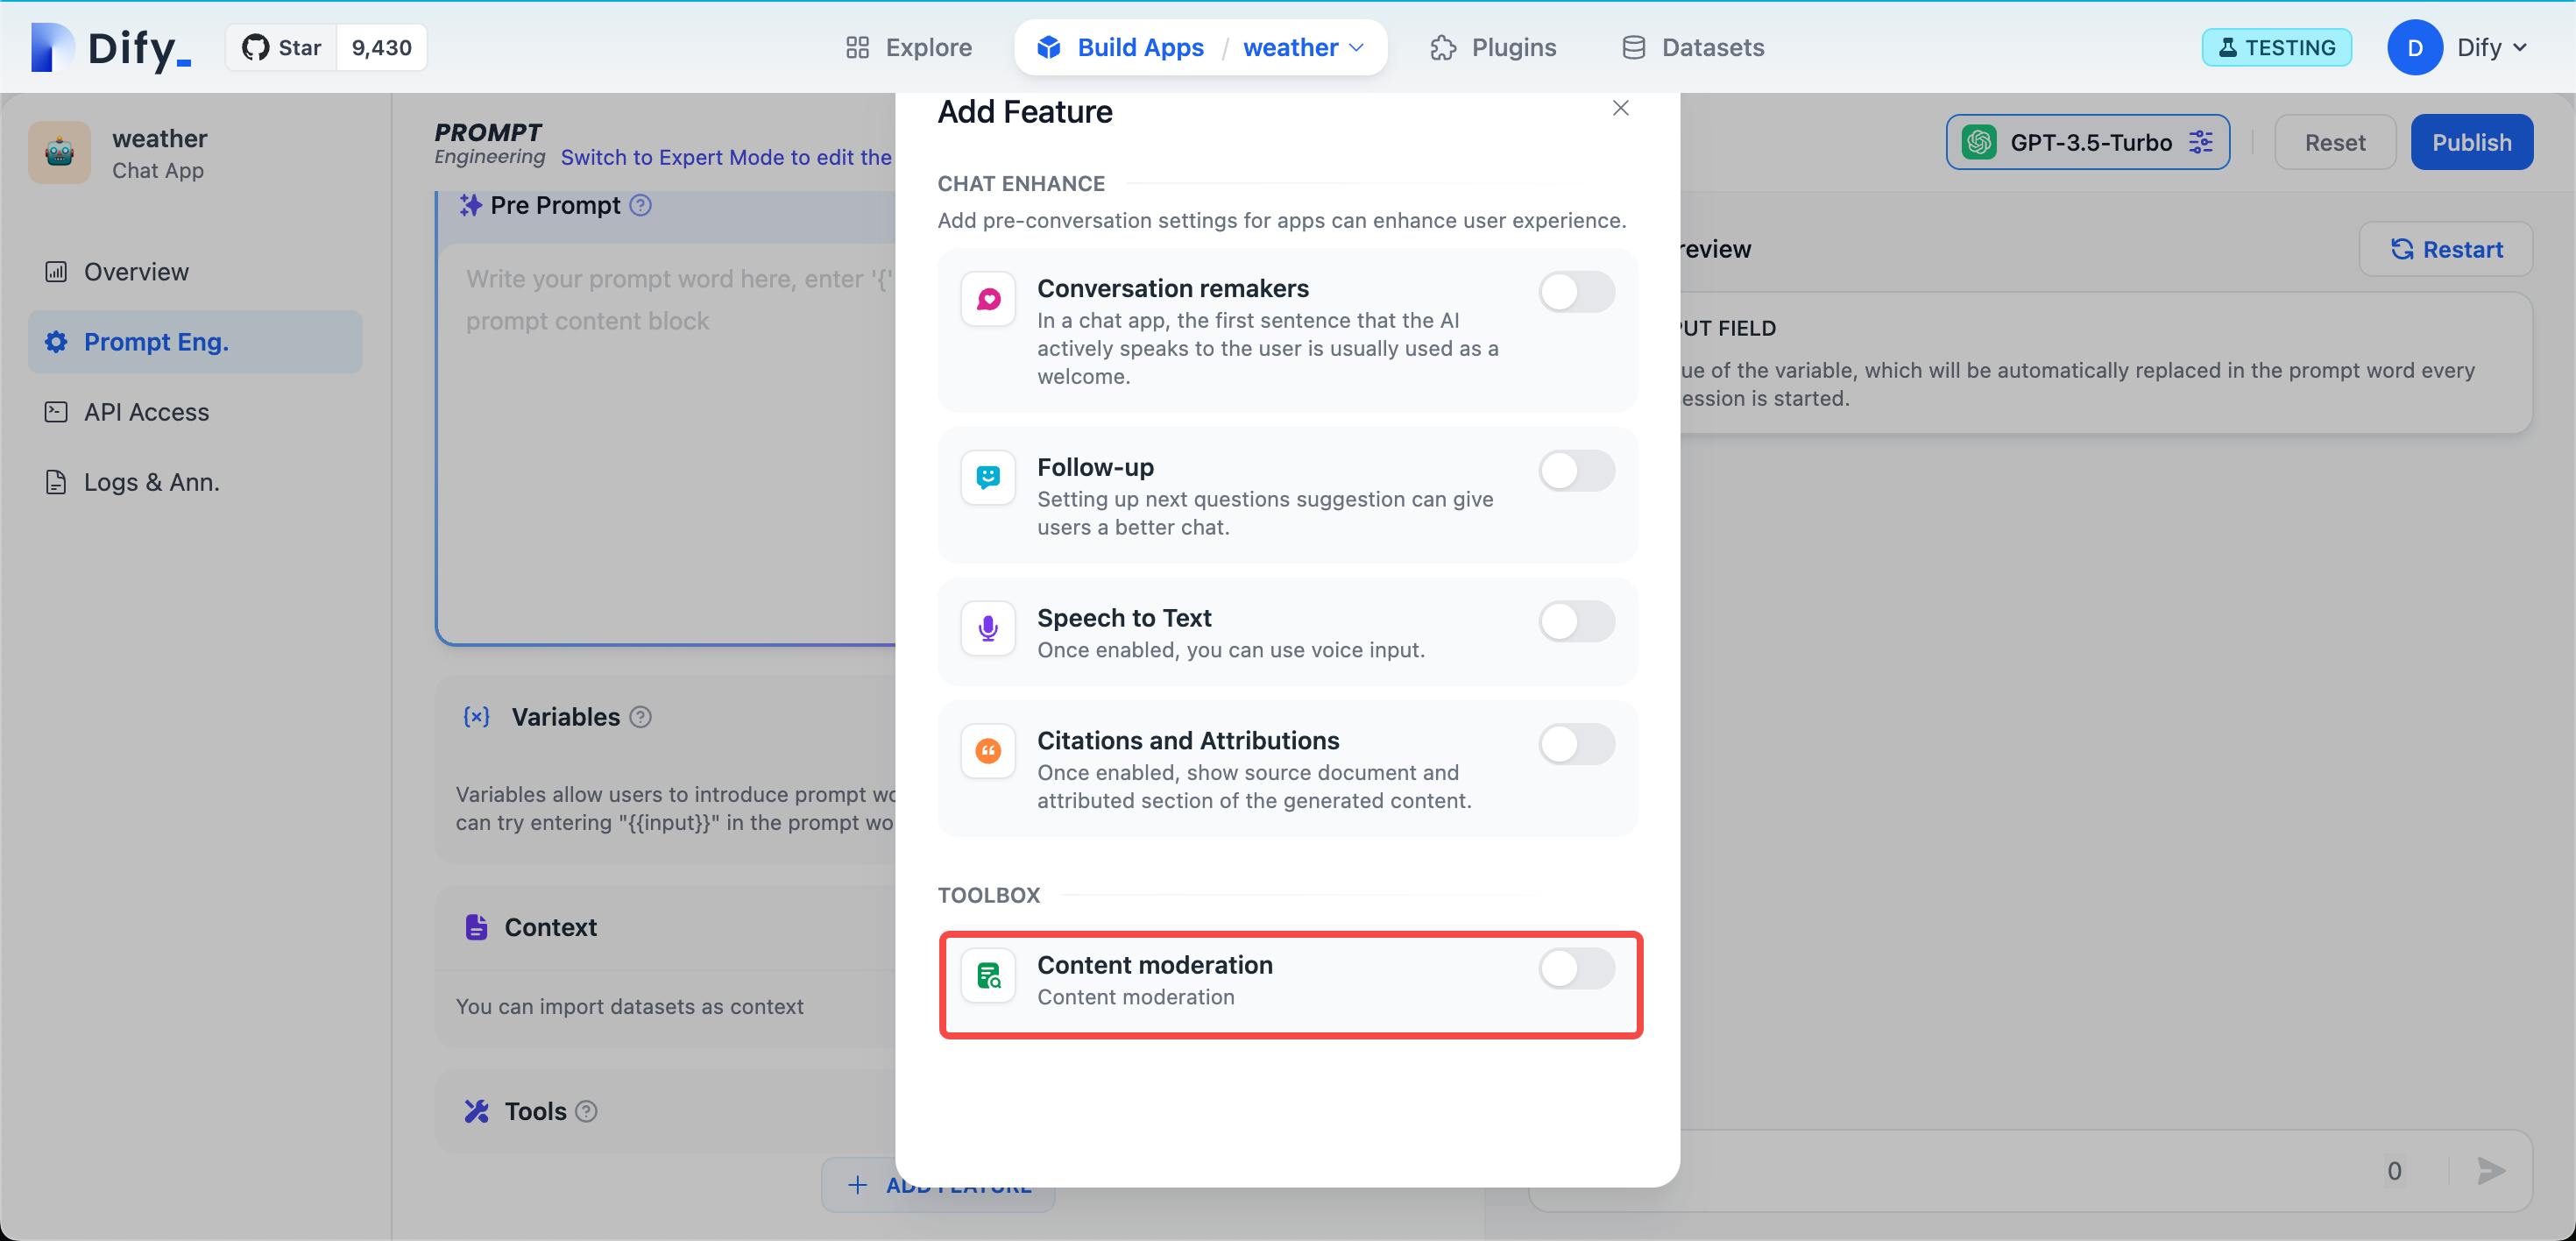 Dify_
Star 9,430
Explore
Build Apps / weather
Plugins
Datasets
TESTING
D
Dify
weather
Chat App
Overview
Prompt Eng.
API Access
Logs & Ann.
PROMPT
Engineering
Switch to Expert Mode to edit the
GPT-3.5-Turbo
Reset
Publish
Pre Prompt
Write your prompt word here, enter '{'
prompt content block
Variables
Variables allow users to introduce prompt wo
can try entering "{{input}}" in the prompt wo
Context
You can import datasets as context
Tools
+ ADD FEATURE
Add Feature
CHAT ENHANCE
Add pre-conversation settings for apps can enhance user experience.
Conversation remakers
In a chat app, the first sentence that the AI
actively speaks to the user is usually used as a
welcome.
Follow-up
Setting up next questions suggestion can give
users a better chat.
Speech to Text
Once enabled, you can use voice input.
Citations and Attributions
Once enabled, show source document and
attributed section of the generated content.
TOOLBOX
Content moderation
Content moderation
review
Restart
PUT FIELD
ue of the variable, which will be automatically replaced in the prompt word every
ession is started.
0